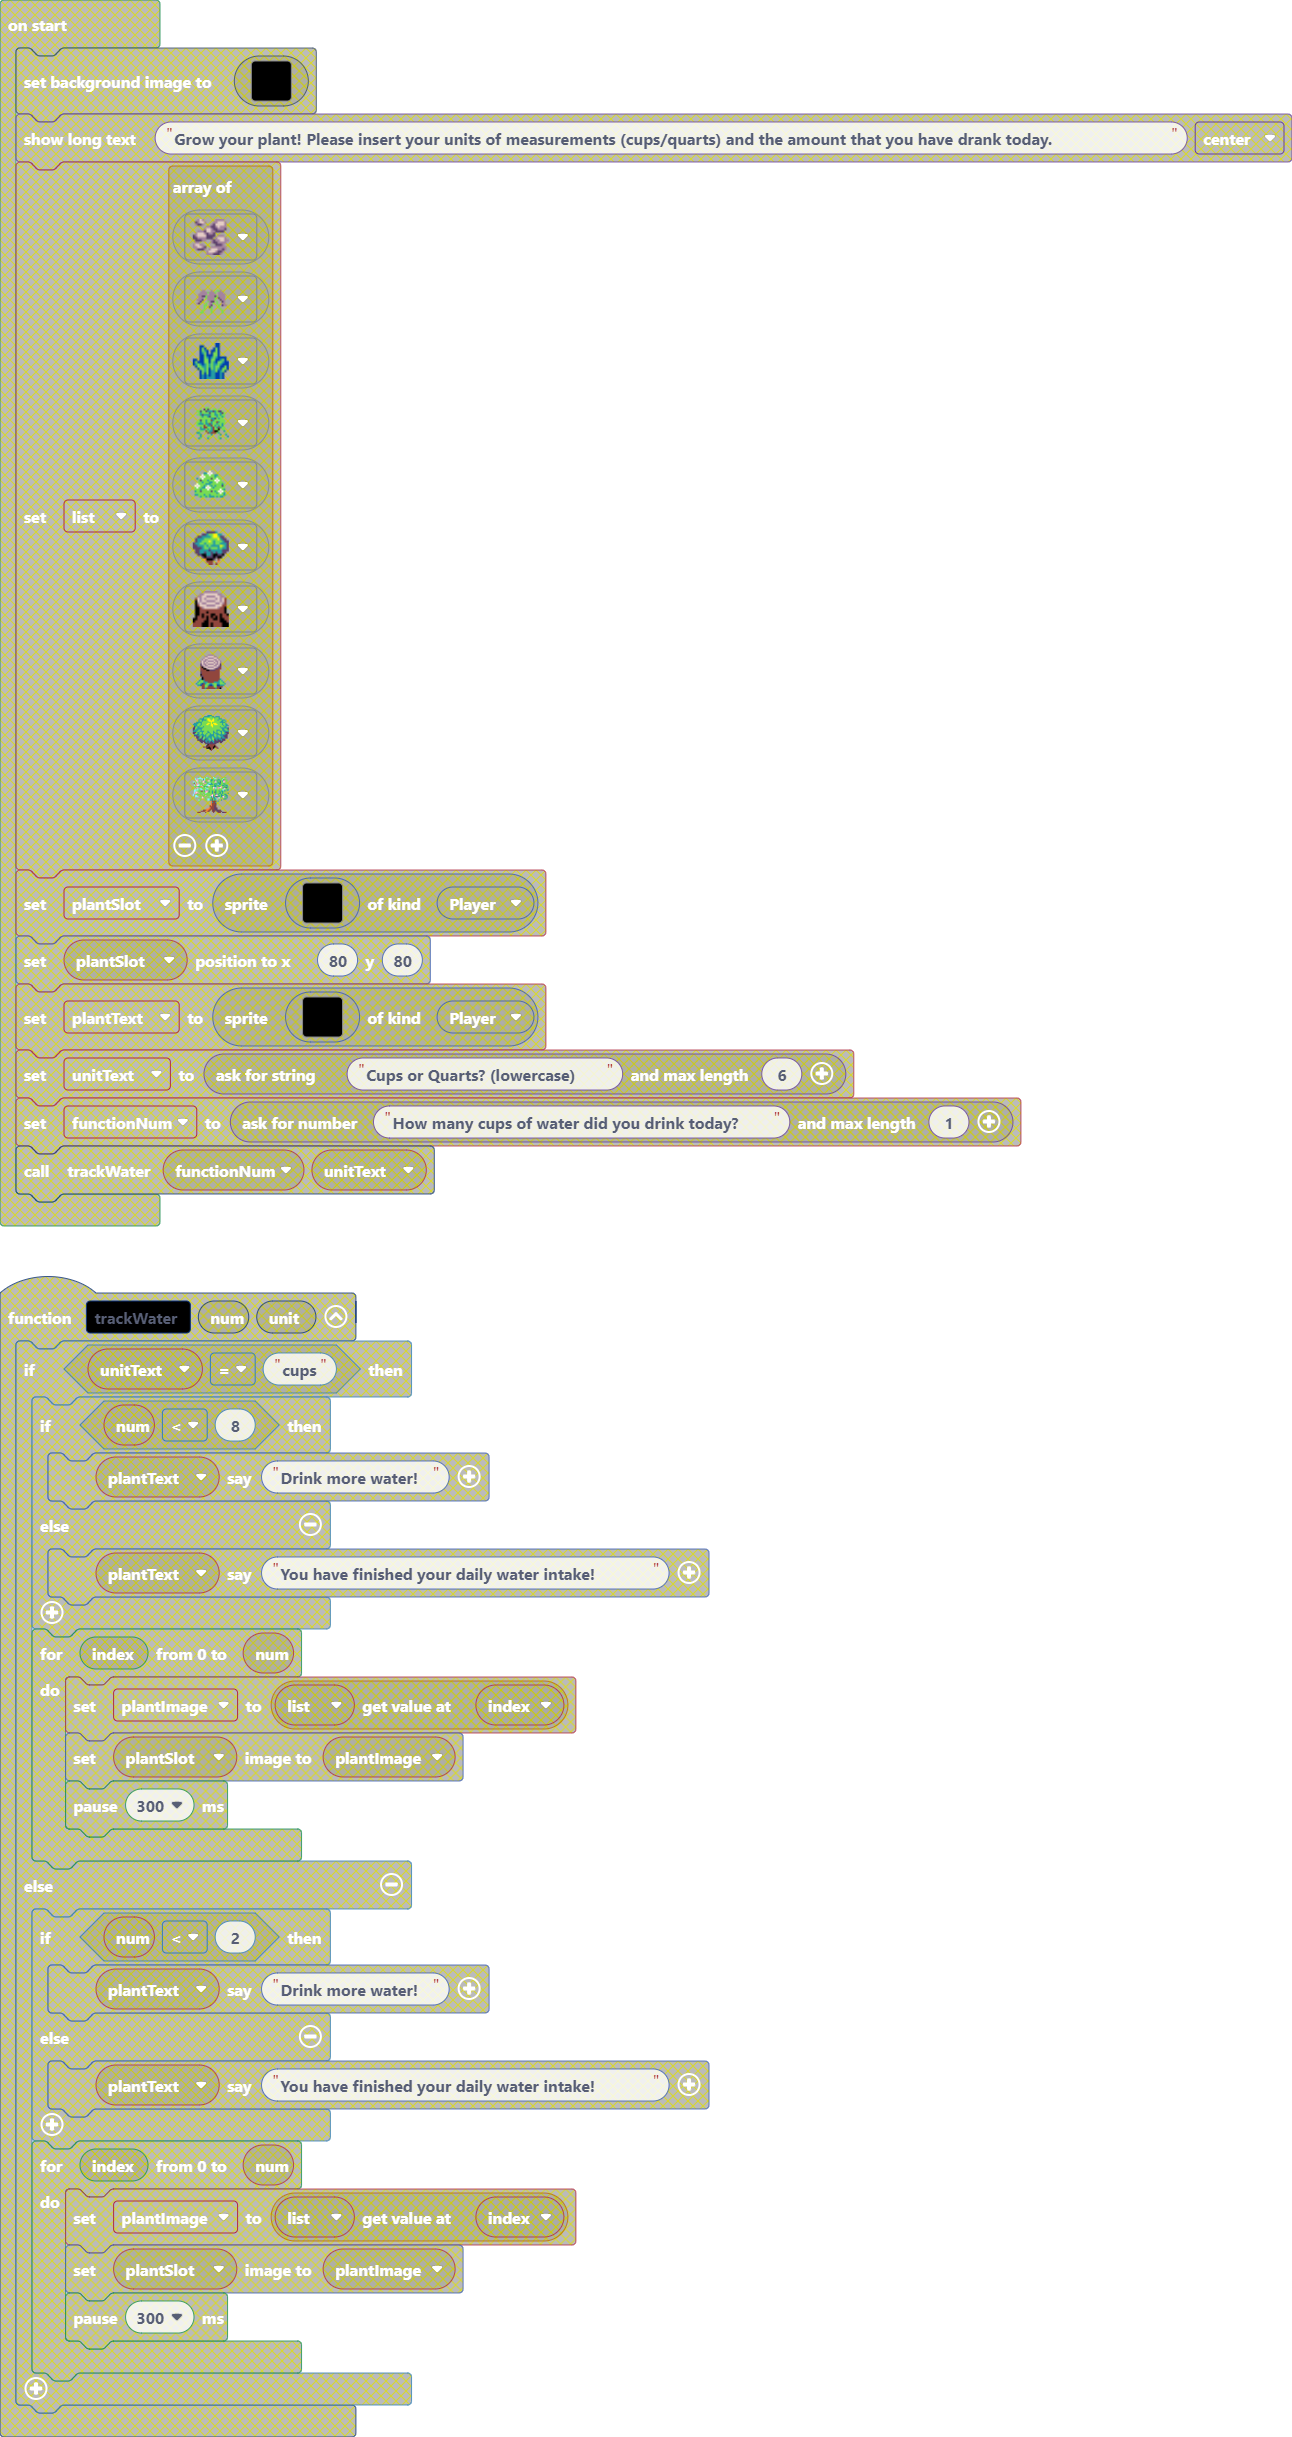 on start
set background image to
show long text "Grow your plant! Please insert your units of measurements (cups/quarts) and the amount that you have drank today." center
array of
set list to
set plantSlot to sprite of kind Player
set plantSlot position to x 80 y 80
set plantText to sprite of kind Player
set unitText to ask for string "Cups or Quarts? (lowercase)" and max length 6
set functionNum to ask for number "How many cups of water did you drink today?" and max length 1
call trackWater functionNum unitText
function trackWater num unit
if unitText = "cups" then
if num < 8 then
plantText say "Drink more water!"
else
plantText say "You have finished your daily water intake!"
for index from 0 to num
do
set plantImage to list get value at index
set plantSlot image to plantImage
pause 300 ms
else
if num < 2 then
plantText say "Drink more water!"
else
plantText say "You have finished your daily water intake!"
for index from 0 to num
do
set plantImage to list get value at index
set plantSlot image to plantImage
pause 300 ms